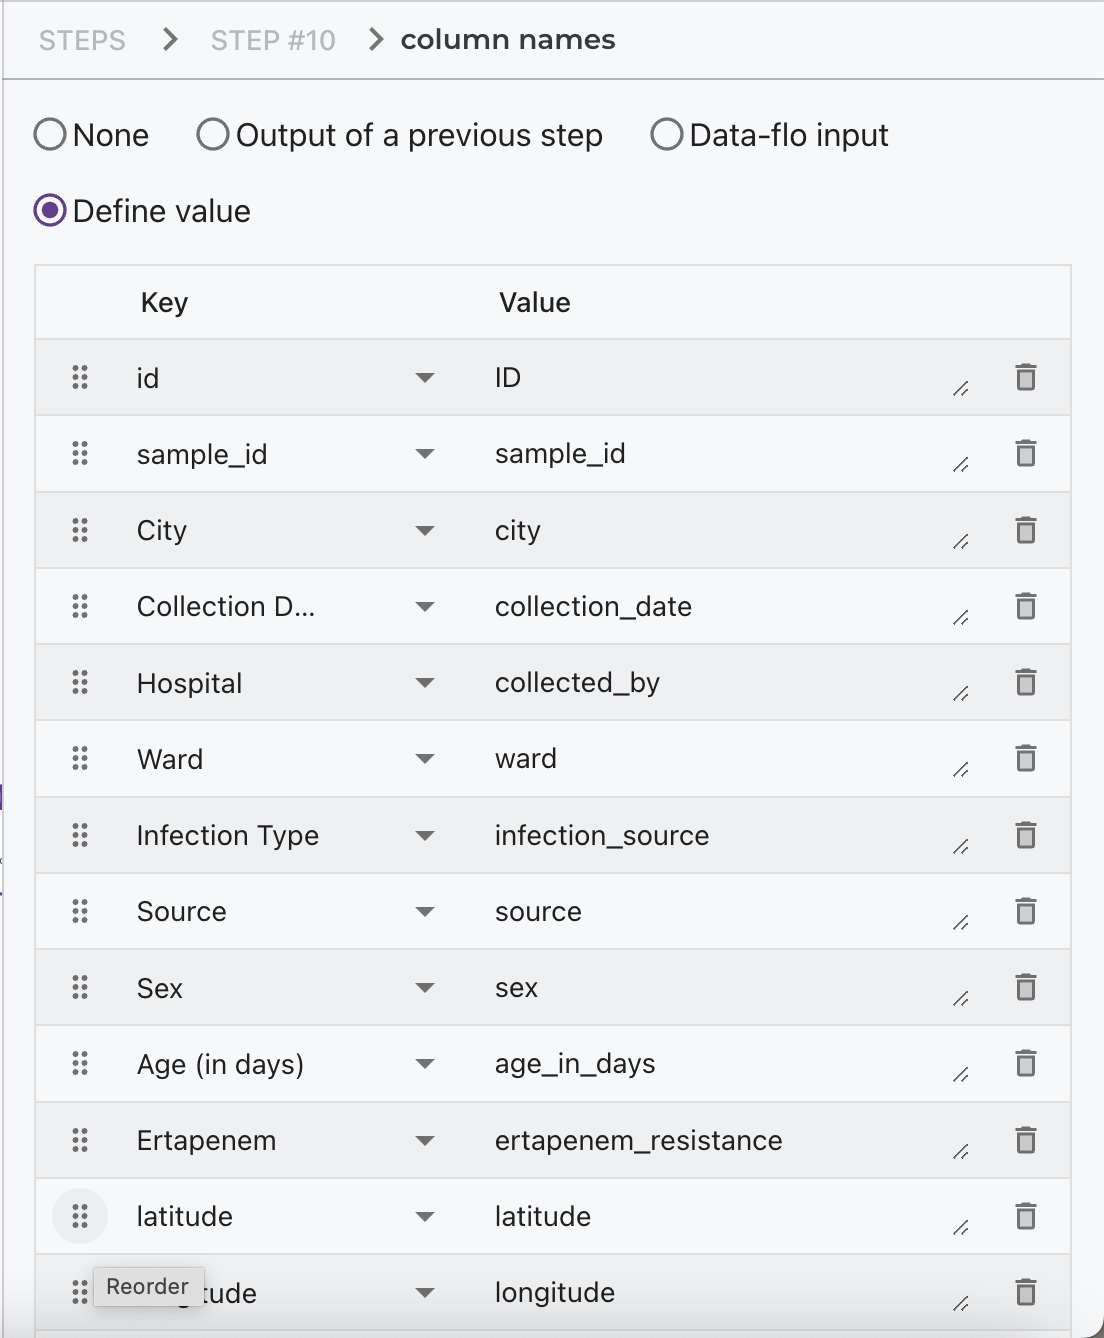 STEPS > STEP #10 > column names
None Output of a previous step Data-flo input
Define value
Key Value
id ID
sample_id sample_id
City city
Collection D... collection_date
Hospital collected_by
Ward ward
Infection Type infection_source
Source source
Sex sex
Age (in days) age_in_days
Ertapenem ertapenem_resistance
latitude latitude
Reorder
longitude